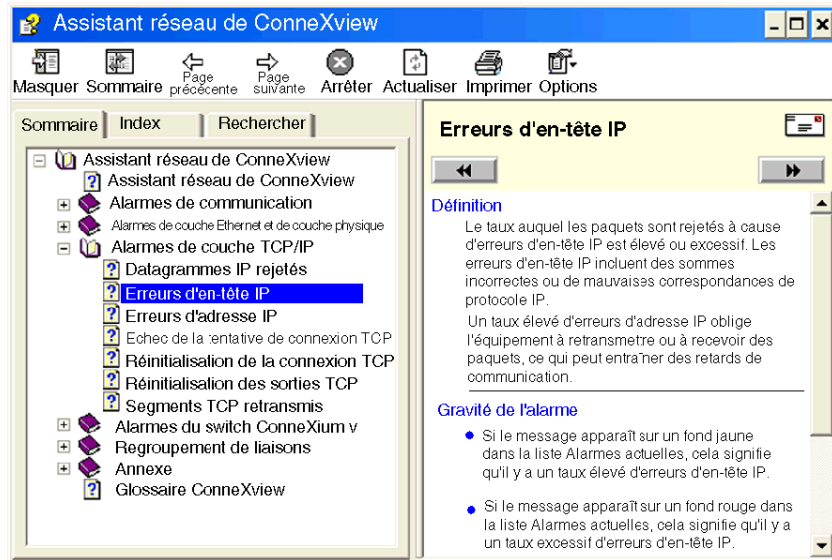 Assistant réseau de ConneXview
Masquer Sommaire Page précécente Page suivante Arrêter Actualiser Imprimer Options
Sommaire Index Rechercher
Assistant réseau de ConneXview
Assistant réseau de ConneXview
Alarmes de communication
Alarmes de couche Ethernet et de couche physique
Alarmes de couche TCP/IP
Datagrammes IP rejetés
Erreurs d'en-tête IP
Erreurs d'adresse IP
Echec de la tentative de connexion TCP
Réinitialisation de la connexion TCP
Réinitialisation des sorties TCP
Segments TCP retransmis
Alarmes du switch ConneXium v
Regroupement de liaisons
Annexe
Glossaire ConneXview
Erreurs d'en-tête IP
Définition
Le taux auquel les paquets sont rejetés à cause
d'erreurs d'en-tête IP est élevé ou excessif. Les
erreurs d'en-tête IP incluent des sommes
incorrectes ou de mauvaises correspondances de
protocole IP.
Un taux élevé d'erreurs d'adresse IP oblige
l'équipement à retransmetre ou à recevoir des
paquets, ce qui peut entraîner des retards de
communication.
Gravité de l'alarme
Si le message apparaît sur un fond jaune
dans la liste Alarmes actuelles, cela signifie
qu'il y a un taux élevé d'erreurs d'en-tête IP.
Si le message apparaît sur un fond rouge dans
la liste Alarmes actuelles, cela signifie qu'il y a
un taux excessif d'erreurs d'en-tête IP.